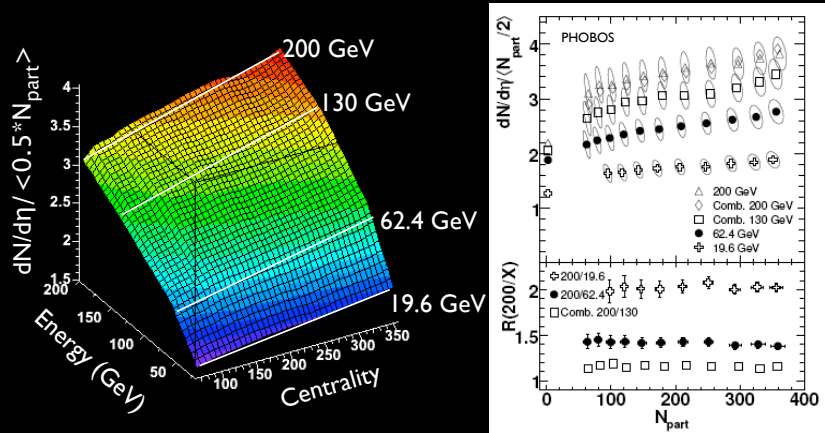 200 GeV
130 GeV
62.4 GeV
19.6 GeV
dN/dη/ <0.5*N_part>
4
3.5
3
2.5
2
1.5
200
150
100
50
Energy (GeV)
100
150
200
250
300
350
Centrality
PHOBOS
dN/dη/⟨N_part/2⟩
4
3
2
1
200 GeV
Comb. 200 GeV
Comb. 130 GeV
62.4 GeV
19.6 GeV
R(200/X)
2
1.5
1
200/19.6
200/62.4
Comb. 200/130
0
100
200
300
400
N_part